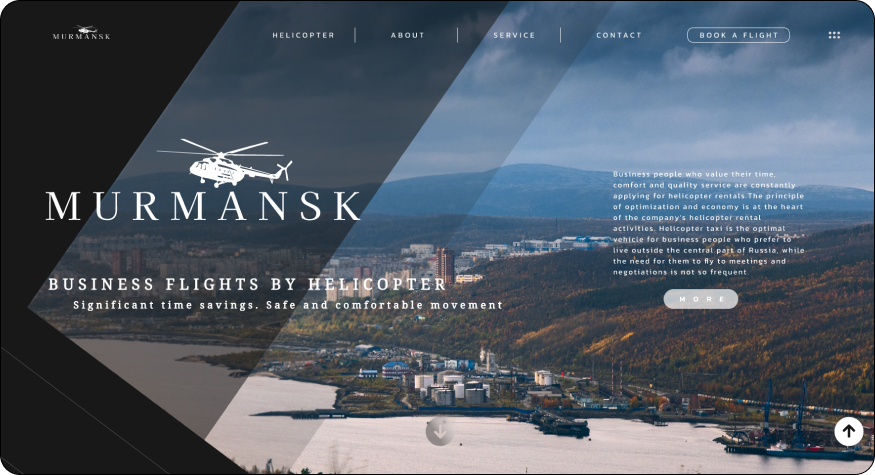 MURMANSK
HELICOPTER
ABOUT
SERVICE
CONTACT
BOOK A FLIGHT
MURMANSK
BUSINESS FLIGHTS BY HELICOPTER
Significant time savings. Safe and comfortable movement
Business people who value their time,
comfort and quality service are constantly
applying for helicopter rentals.The principle
of optimization and economy is at the heart
of the company's helicopter rental
activities. Helicopter taxi is the optimal
vehicle for business people who prefer to
live outside the central part of Russia, while
the need for them to fly to meetings and
negotiations is not so frequent
MORE